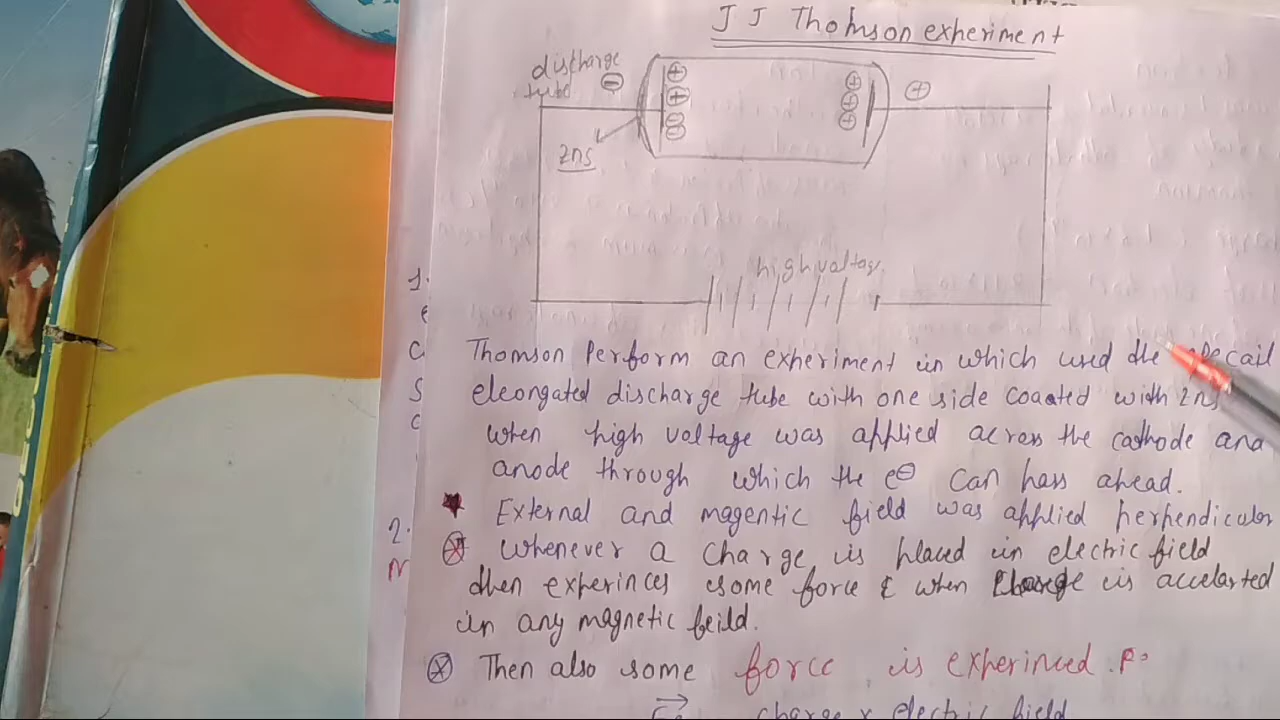 J J Thomson experiment
discharge
tube
⊖
⊕
⊕
⊕
⊖
⊖
⊕
⊕
⊕
⊕
zns
high voltage
1.
Thomson Perform an experiment in which used the specail
eleongated discharge tube with one side coated with zns
when high voltage was applied across the cathode and
anode through which the e⊖ can pass ahead.
External and magentic field was applied perpendicular
2.
Whenever a charge is placed in electric field
then experinces some force & when charge is accelarted
in any magnetic feild.
N
Then also some force is experinced.
charge x electric field